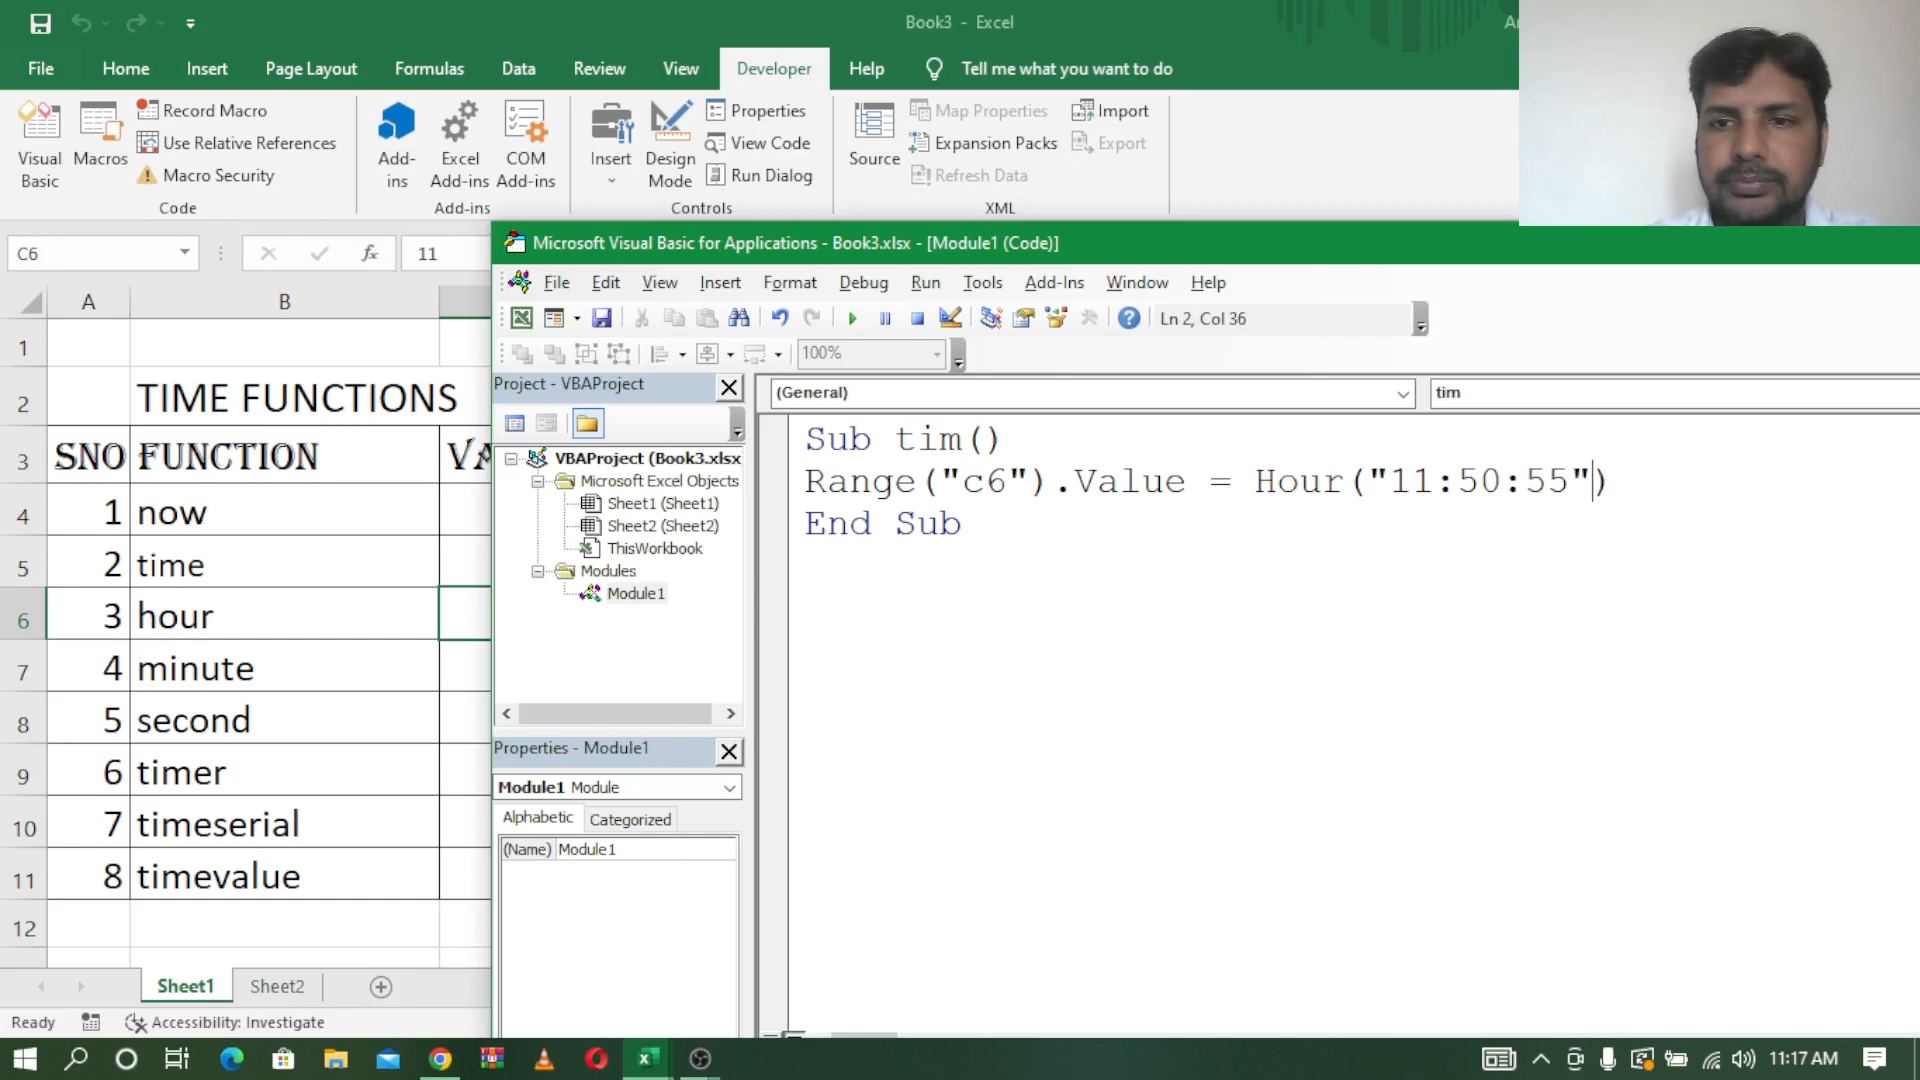 Book3 - Excel
File Home Insert Page Layout Formulas Data Review View Developer Help Tell me what you want to do
Visual Basic
Macros
Record Macro
Use Relative References
Macro Security
Code
Add-ins
Excel Add-ins
COM Add-ins
Add-ins
Insert
Design Mode
Properties
View Code
Run Dialog
Controls
Source
Map Properties
Expansion Packs
Refresh Data
Import
Export
XML
C6
fx
11
A B
1
2 TIME FUNCTIONS
3 SNO FUNCTION VA
4 1 now
5 2 time
6 3 hour
7 4 minute
8 5 second
9 6 timer
10 7 timeserial
11 8 timevalue
12
Sheet1 Sheet2
Ready Accessibility: Investigate
Microsoft Visual Basic for Applications - Book3.xlsx - [Module1 (Code)]
File Edit View Insert Format Debug Run Tools Add-Ins Window Help
Ln 2, Col 36
100%
Project - VBAProject
VBAProject (Book3.xlsx
Microsoft Excel Objects
Sheet1 (Sheet1)
Sheet2 (Sheet2)
ThisWorkbook
Modules
Module1
Properties - Module1
Module1 Module
Alphabetic Categorized
(Name) Module1
(General) tim
Sub tim()
Range("c6").Value = Hour("11:50:55")
End Sub
11:17 AM